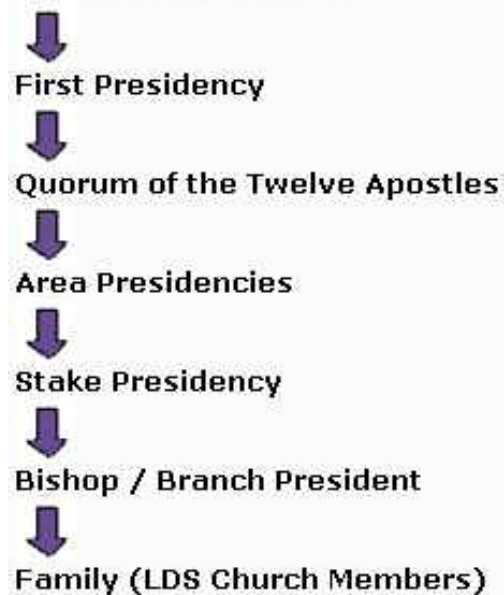 First Presidency
Quorum of the Twelve Apostles
Area Presidencies
Stake Presidency
Bishop / Branch President
Family (LDS Church Members)